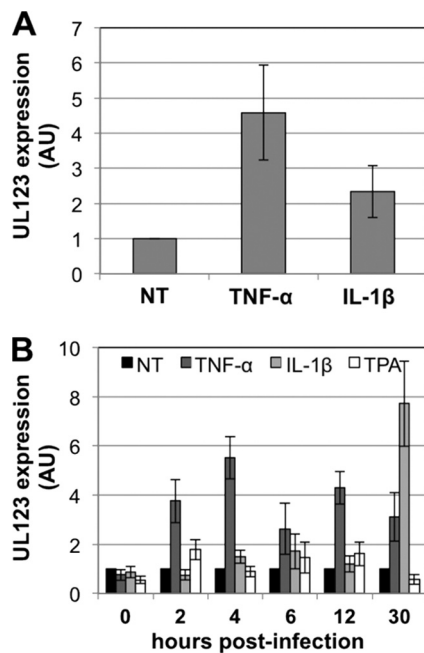 A
UL123 expression
(AU)
7
6
5
4
3
2
1
0
NT TNF-α IL-1β
B
UL123 expression
(AU)
10
8
6
4
2
0
NT TNF-α IL-1β TPA
0 2 4 6 12 30
hours post-infection